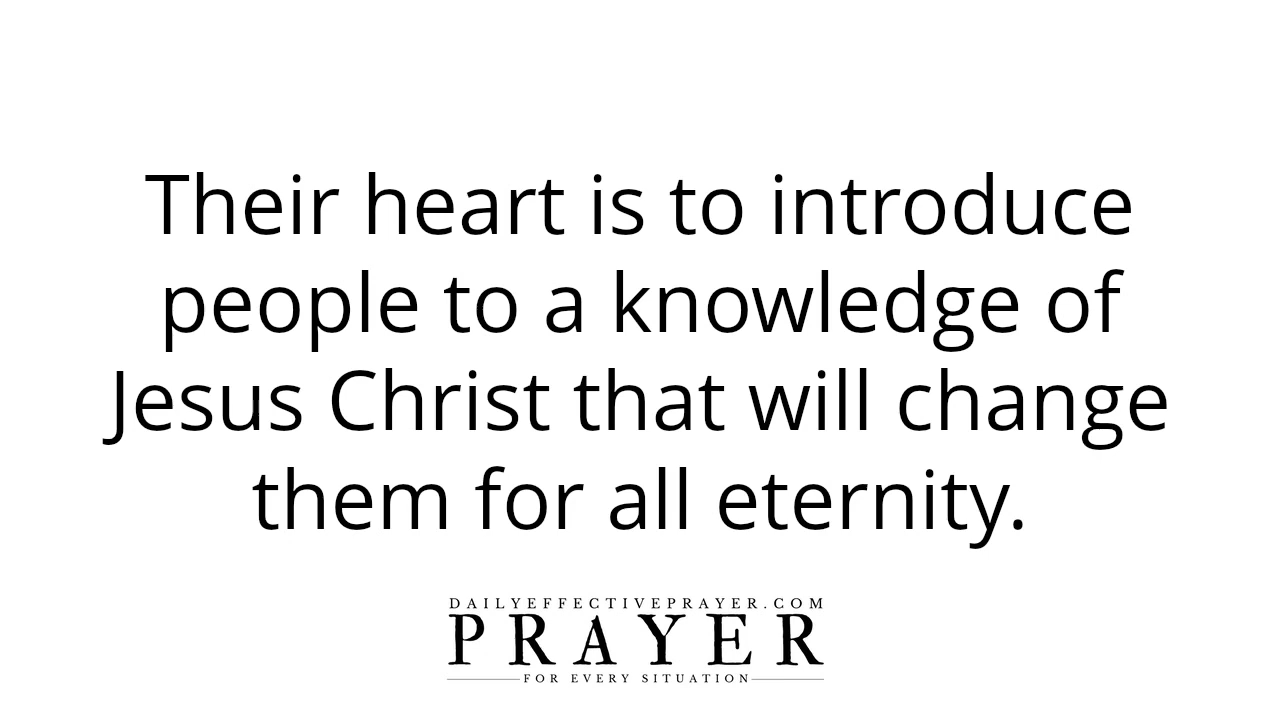 Their heart is to introduce
people to a knowledge of
Jesus Christ that will change
them for all eternity.
DAILYEFFECTIVEPRAYER.COM
PRAYER
FOR EVERY SITUATION